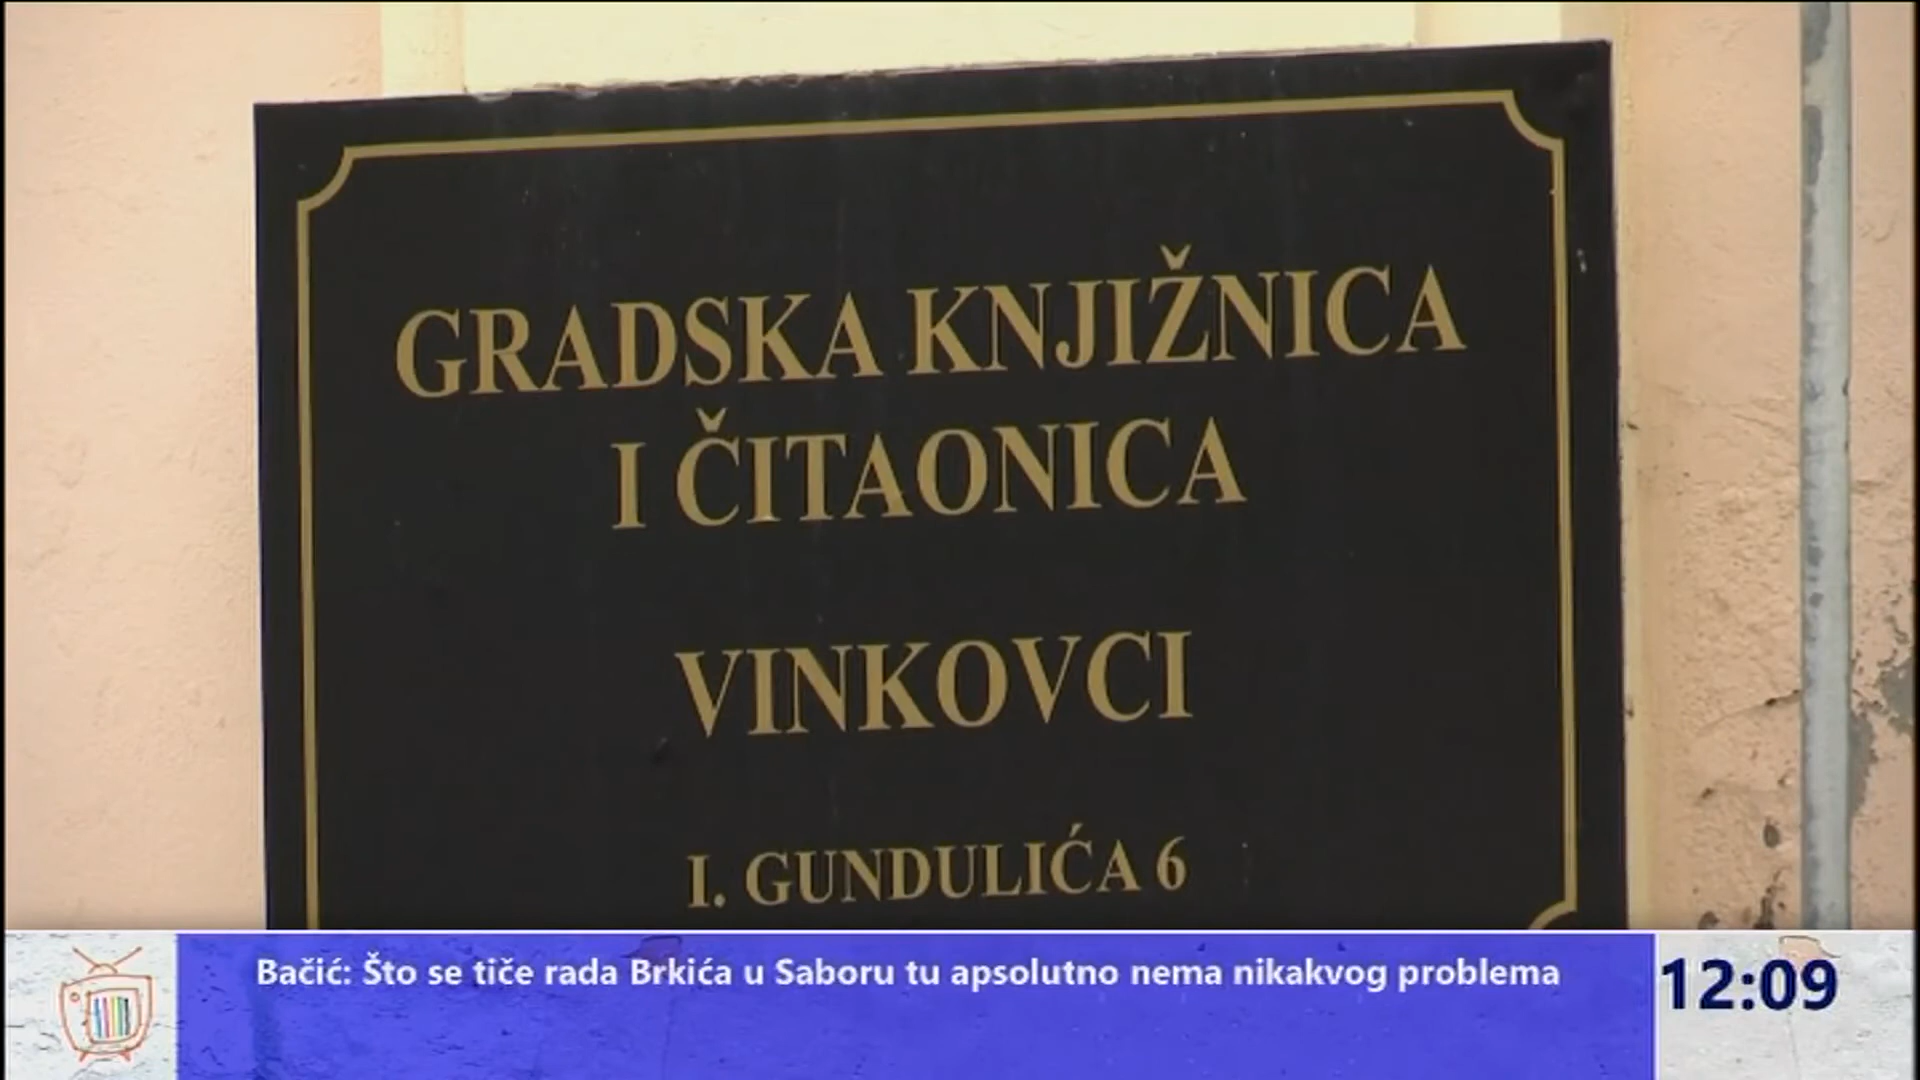 GRADSKA KNJIŽNICA
I ČITAONICA
VINKOVCI
I. GUNDULIĆA 6
Bačić: Što se tiče rada Brkića u Saboru tu apsolutno nema nikakvog problema
12:09